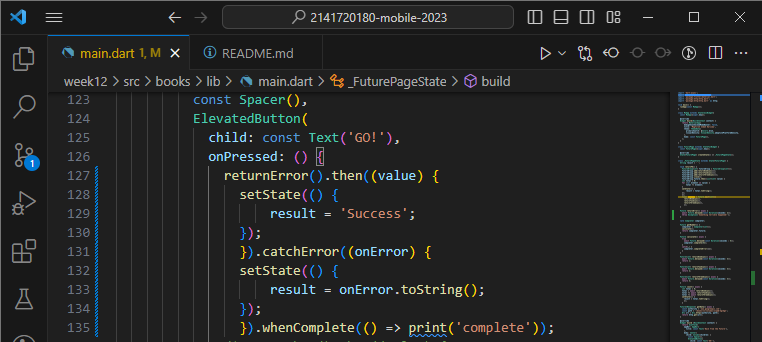 2141720180-mobile-2023
main.dart 1, M
README.md
week12 > src > books > lib > main.dart > _FuturePageState > build
123 const Spacer(),
124 ElevatedButton(
125 child: const Text('GO!'),
126 onPressed: () {
127 returnError().then((value) {
128 setState(() {
129 result = 'Success';
130 });
131 }).catchError((onError) {
132 setState(() {
133 result = onError.toString();
134 });
135 }).whenComplete(() => print('complete'));
1